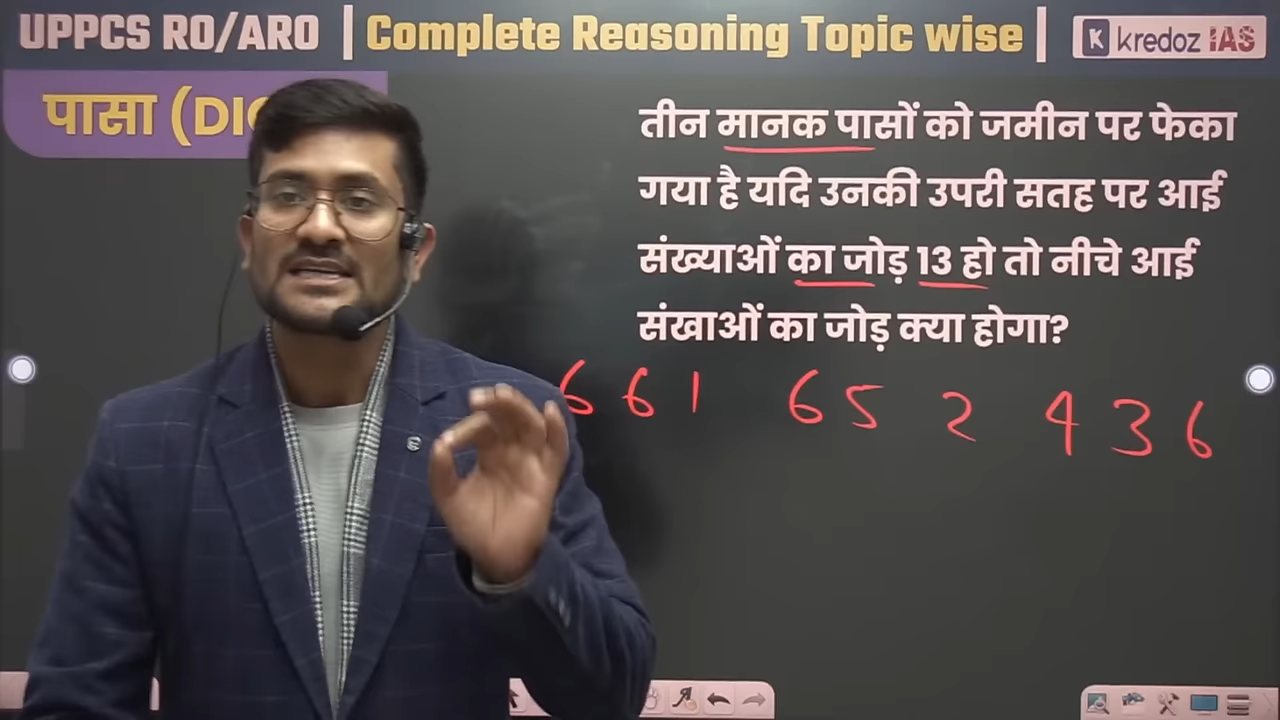 UPPCS RO/ARO | Complete Reasoning Topic wise |
K kredoz IAS
पासा
तीन मानक पासों को जमीन पर फेका
गया है यदि उनकी उपरी सतह पर आई
संख्याओं का जोड़ 13 हो तो नीचे आई
संखाओं का जोड़ क्या होगा?
6 6 1 6 5 2 4 3 6